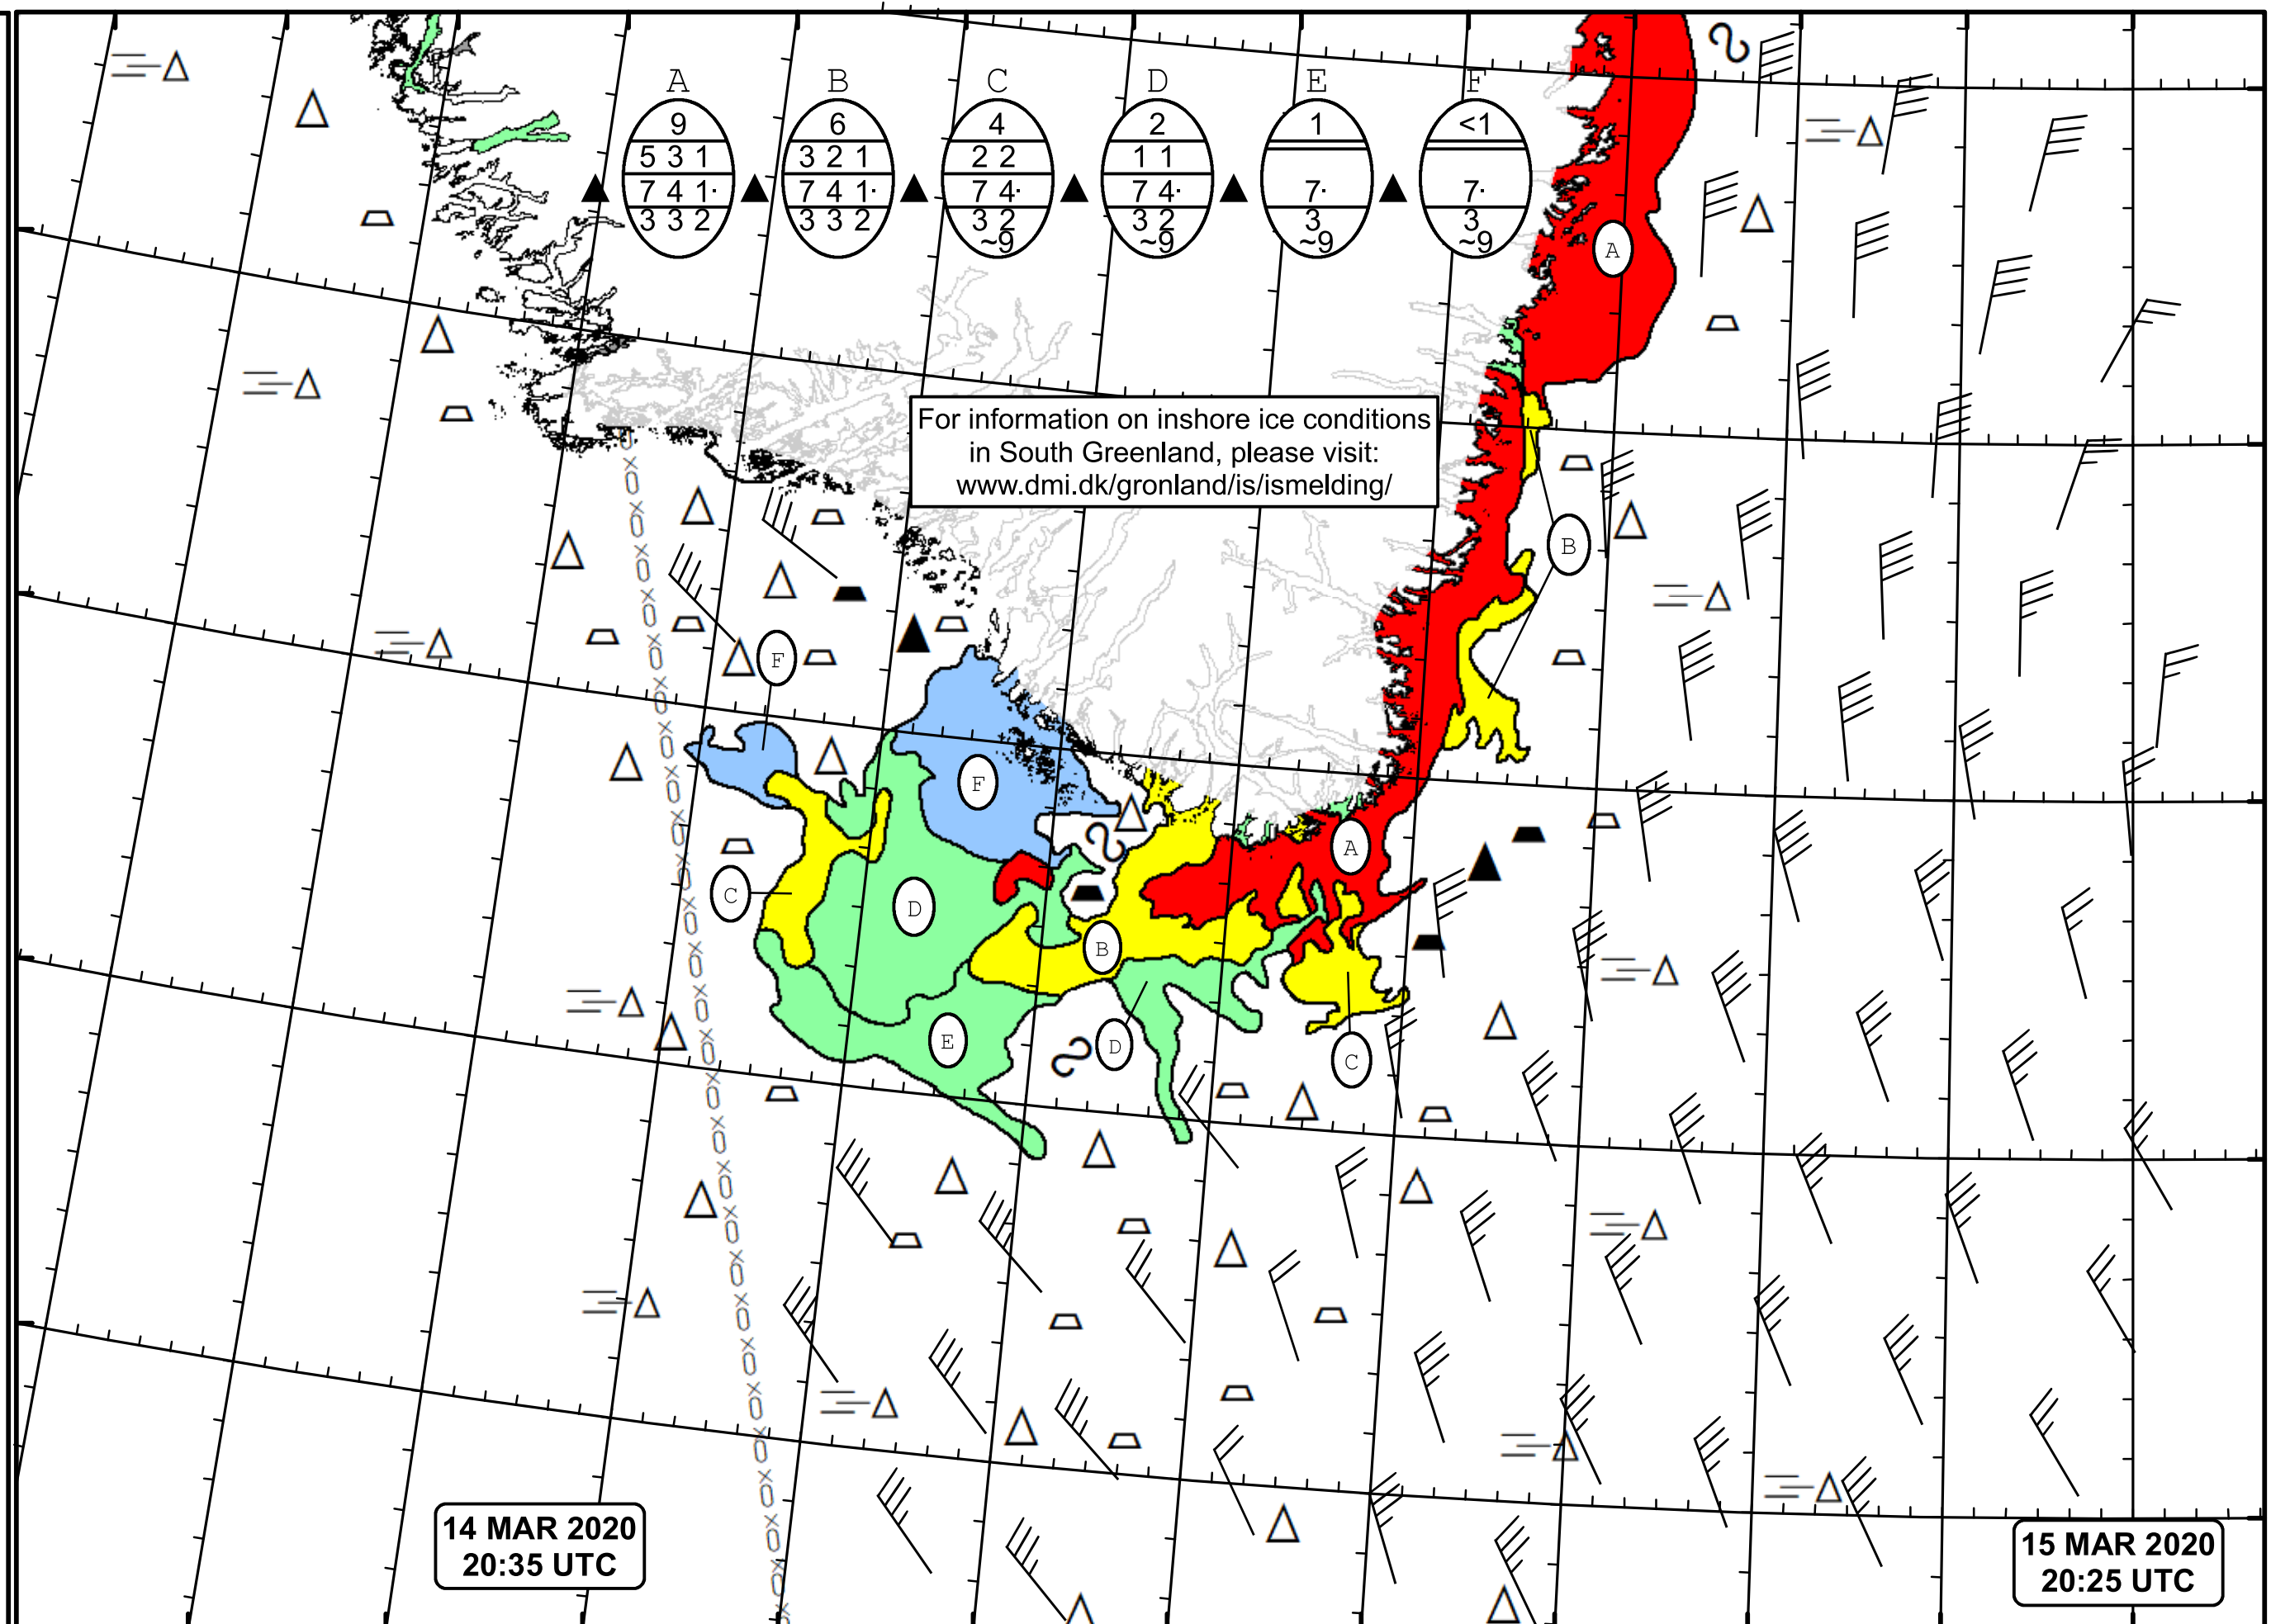 A B C D E F
9 6 4 2 1 <1
5 3 1 3 2 1 2 2 1 1
7 4 1· 7 4 1· 7 4· 7 4· 7· 7·
3 3 2 3 3 2 3 2 3 2 3 3
~9 ~9 ~9 ~9
A
For information on inshore ice conditions
in South Greenland, please visit:
www.dmi.dk/gronland/is/ismelding/
B
F
F
A
C
D
B
E
D
C
14 MAR 2020
20:35 UTC
15 MAR 2020
20:25 UTC